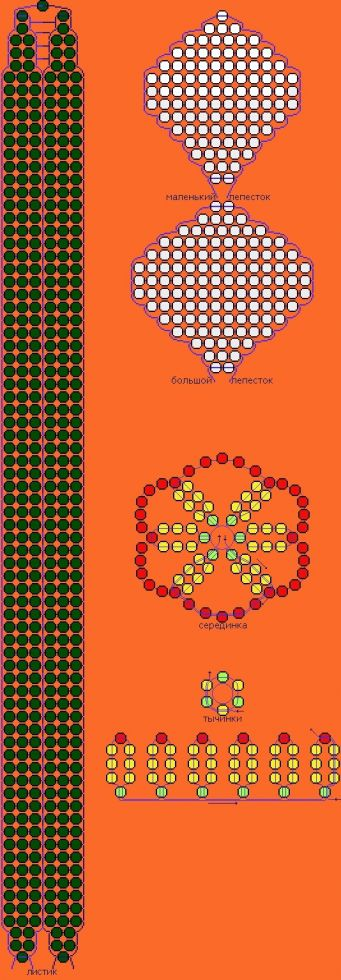 маленький лепесток
большой лепесток
серединка
тычинки
листик